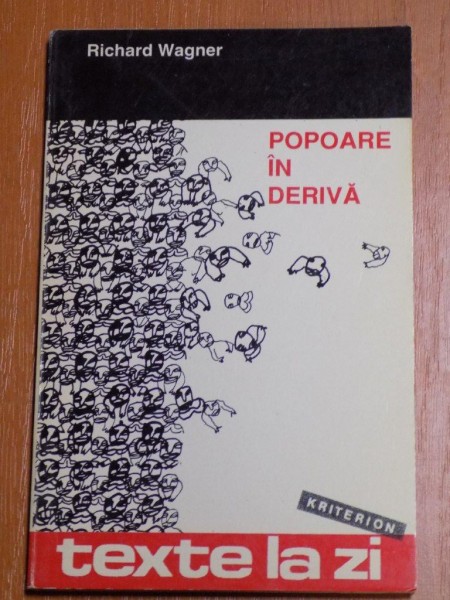 Richard Wagner
POPOARE
ÎN
DERIVĂ
KRITERION
texte la zi